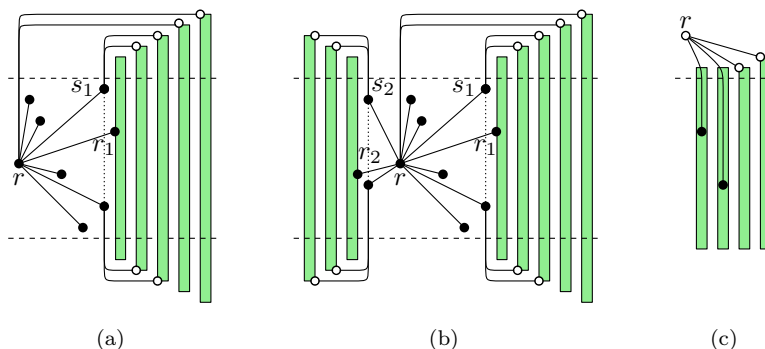 r
s₁ s₂ s₁
r₁ r₂ r₁
r r
(a) (b) (c)